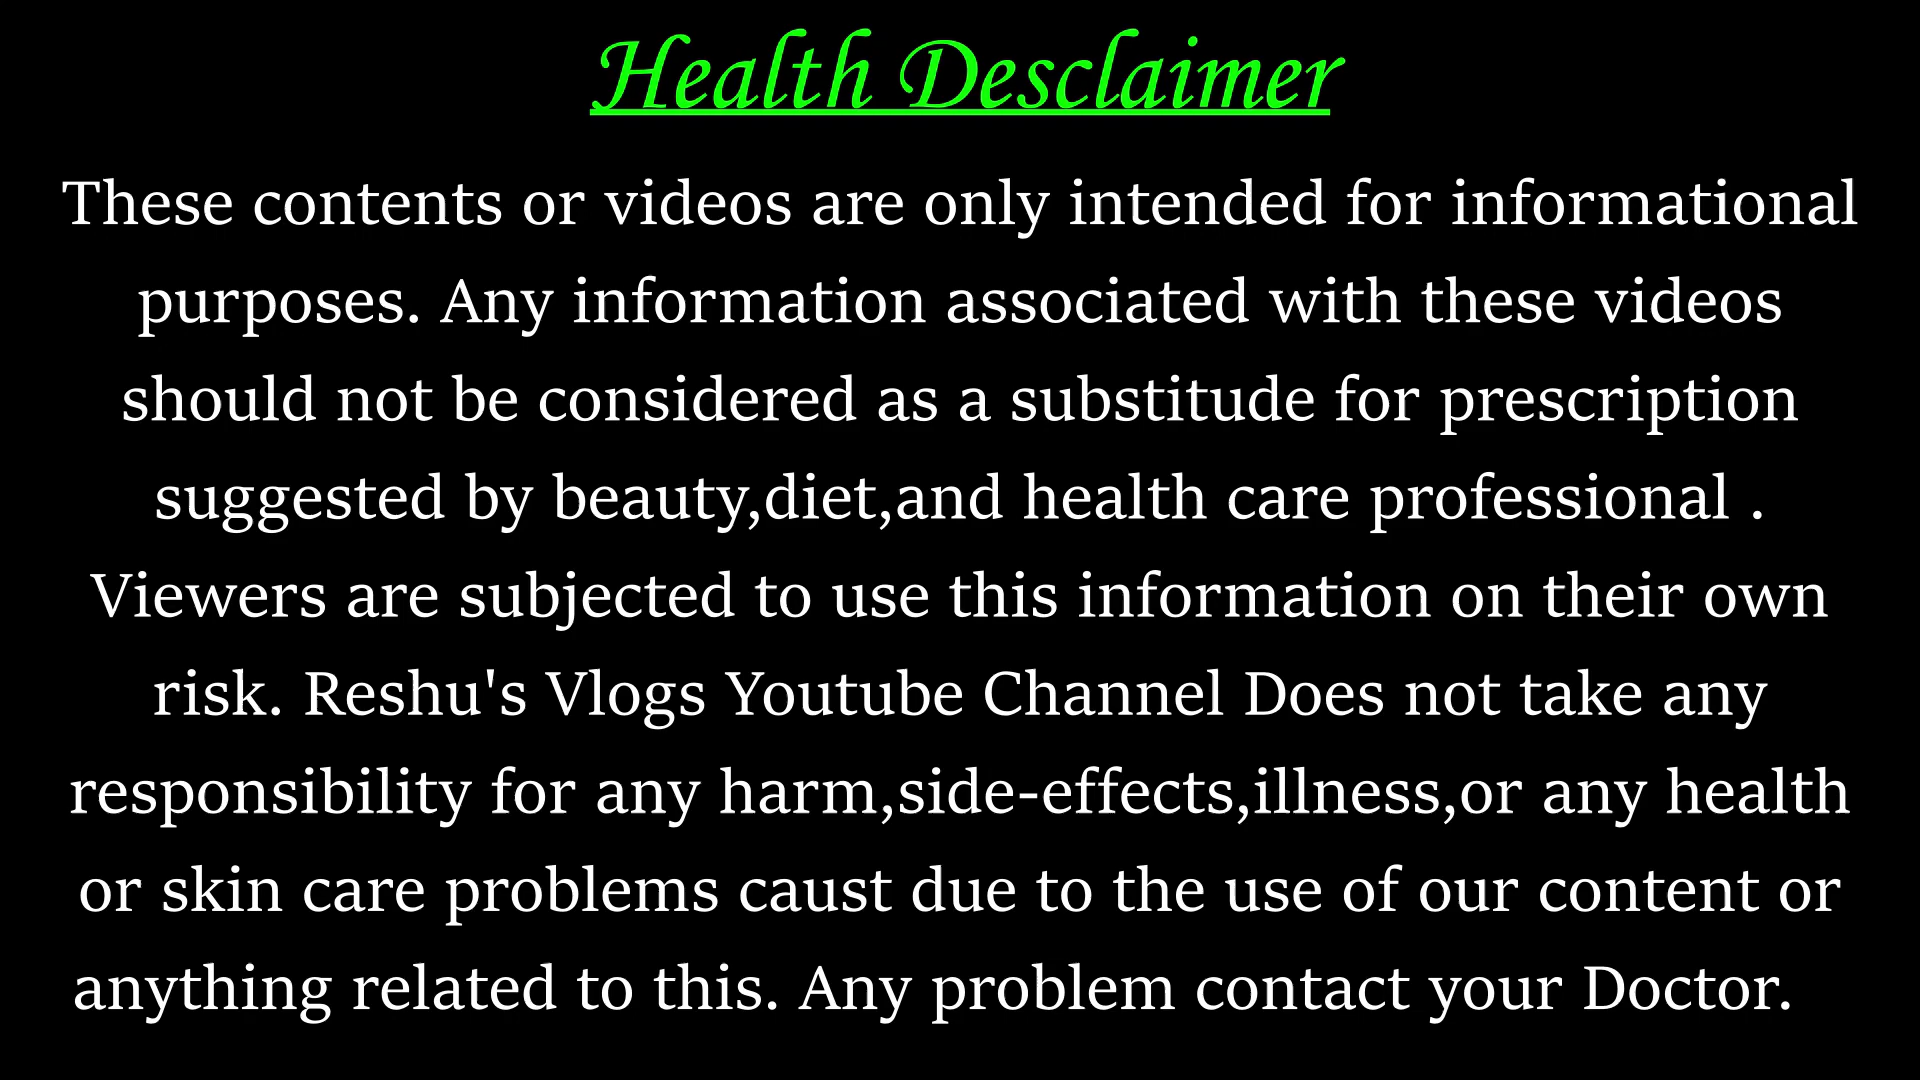 Health Desclaimer
These contents or videos are only intended for informational
purposes. Any information associated with these videos
should not be considered as a substitude for prescription
suggested by beauty,diet,and health care professional .
Viewers are subjected to use this information on their own
risk. Reshu's Vlogs Youtube Channel Does not take any
responsibility for any harm,side-effects,illness,or any health
or skin care problems caust due to the use of our content or
anything related to this. Any problem contact your Doctor.